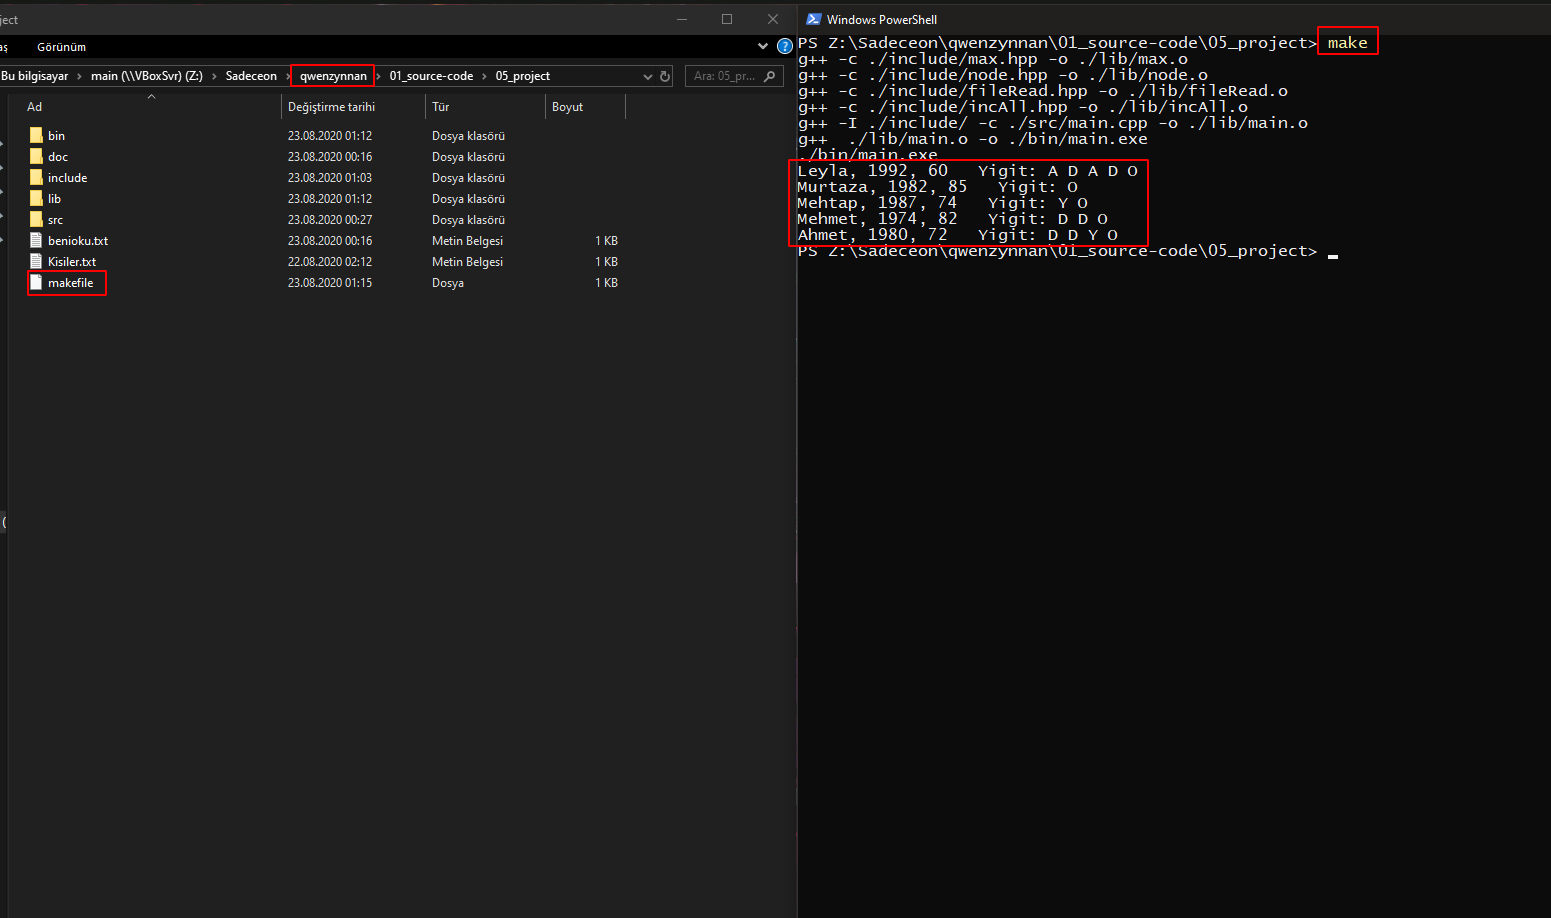 ject
aş Görünüm
Bu bilgisayar > main (\\VBoxSvr) (Z:) > Sadeceon > qwenzynnan > 01_source-code > 05_project
Ara: 05_pr...
Ad Değiştirme tarihi Tür Boyut
bin 23.08.2020 01:12 Dosya klasörü
doc 23.08.2020 00:16 Dosya klasörü
include 23.08.2020 01:03 Dosya klasörü
lib 23.08.2020 01:12 Dosya klasörü
src 23.08.2020 00:27 Dosya klasörü
benioku.txt 23.08.2020 00:16 Metin Belgesi 1 KB
Kisiler.txt 22.08.2020 02:12 Metin Belgesi 1 KB
makefile 23.08.2020 01:15 Dosya 1 KB
(
Windows PowerShell
PS Z:\Sadeceon\qwenzynnan\01_source-code\05_project> make
g++ -c ./include/max.hpp -o ./lib/max.o
g++ -c ./include/node.hpp -o ./lib/node.o
g++ -c ./include/fileRead.hpp -o ./lib/fileRead.o
g++ -c ./include/incAll.hpp -o ./lib/incAll.o
g++ -I ./include/ -c ./src/main.cpp -o ./lib/main.o
g++  ./lib/main.o -o ./bin/main.exe
./bin/main.exe
Leyla, 1992, 60   Yigit: A D A D O
Murtaza, 1982, 85   Yigit: O
Mehtap, 1987, 74   Yigit: Y O
Mehmet, 1974, 82   Yigit: D D O
Ahmet, 1980, 72   Yigit: D D Y O
PS Z:\Sadeceon\qwenzynnan\01_source-code\05_project>